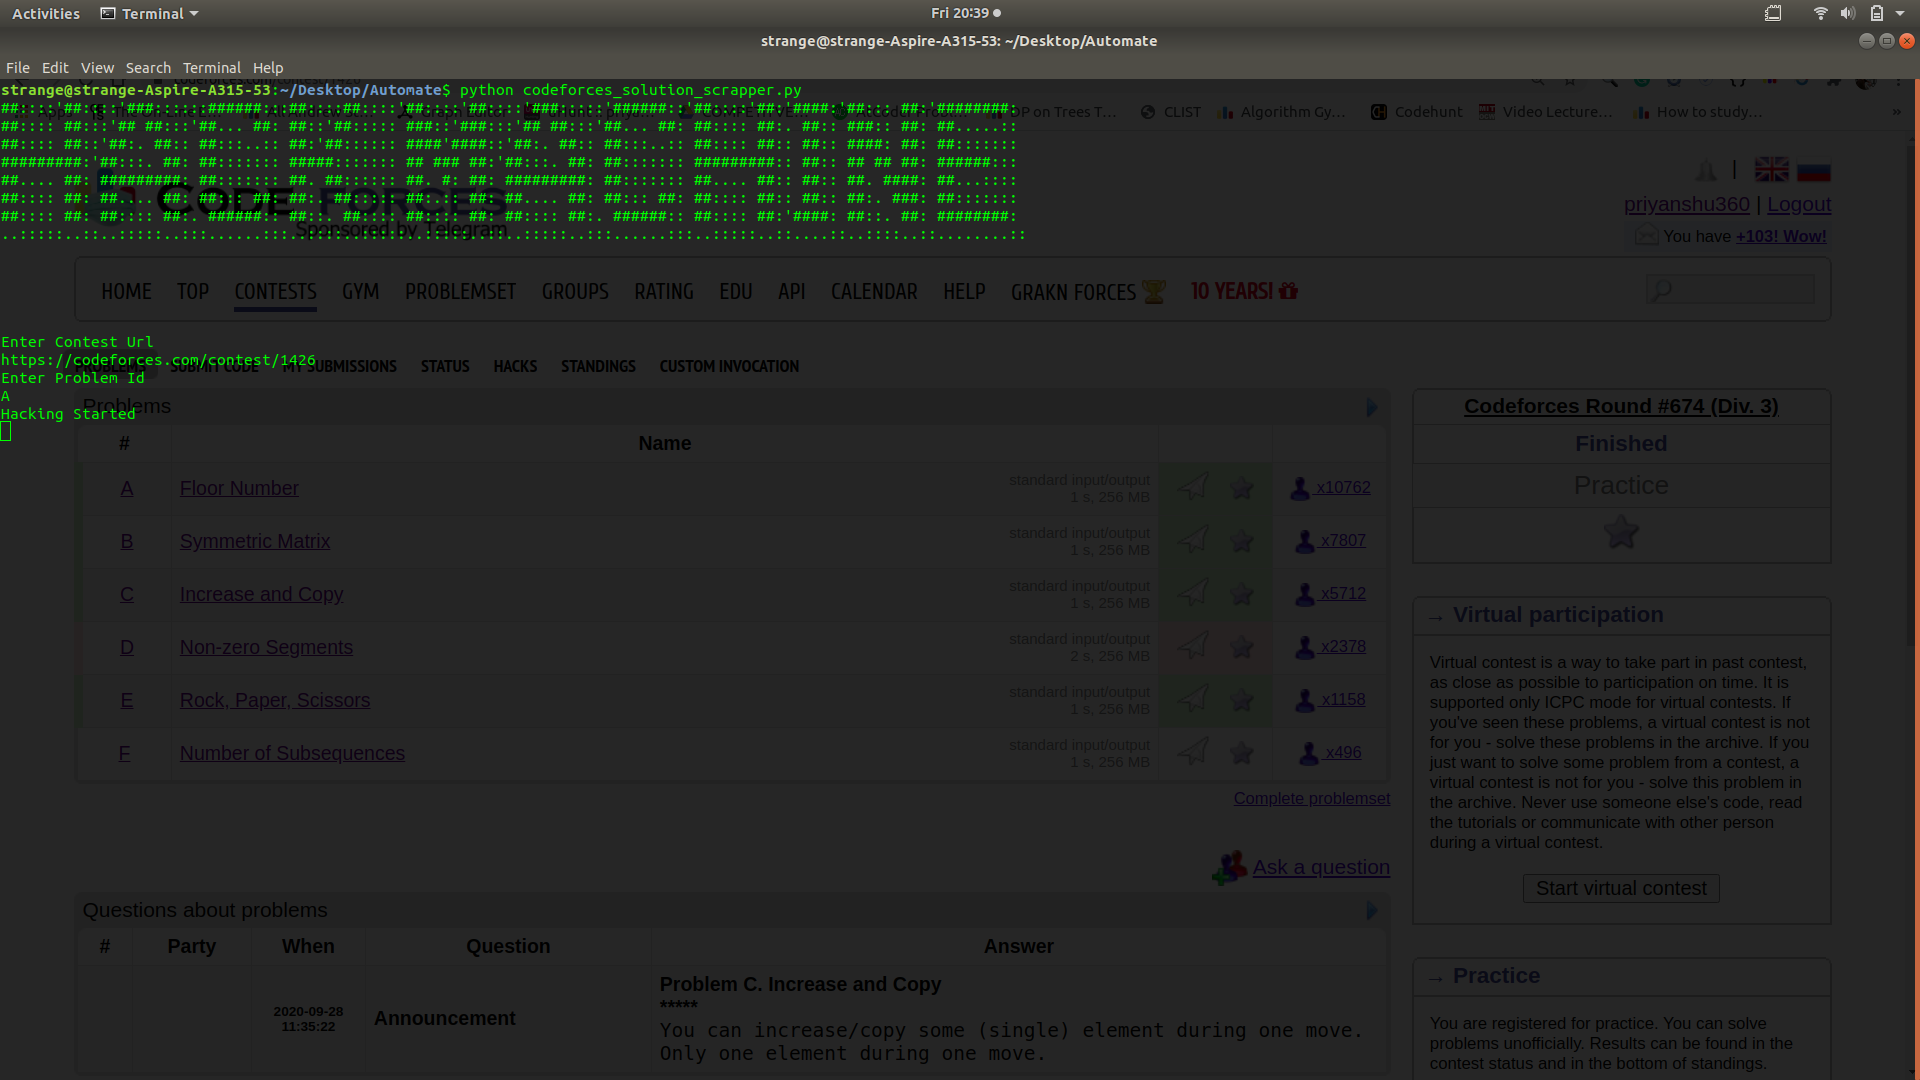 Activities Terminal Fri 20:39
strange@strange-Aspire-A315-53: ~/Desktop/Automate
File Edit View Search Terminal Help
strange@strange-Aspire-A315-53:~/Desktop/Automate$ python codeforces_solution_scrapper.py
DP on Trees T… CLIST Algorithm Gy… Codehunt Video Lecture… How to study… »
CODE FORCES
Sponsored by Telegram
priyanshu360 | Logout
You have +103! Wow!
HOME TOP CONTESTS GYM PROBLEMSET GROUPS RATING EDU API CALENDAR HELP GRAKN FORCES 10 YEARS!
Enter Contest Url
https://codeforces.com/contest/1426
PROBLEMS SUBMIT CODE MY SUBMISSIONS STATUS HACKS STANDINGS CUSTOM INVOCATION
Enter Problem Id
A
Hacking Started
Problems
# Name
A Floor Number standard input/output x10762
1 s, 256 MB
B Symmetric Matrix standard input/output x7807
1 s, 256 MB
C Increase and Copy standard input/output x5712
1 s, 256 MB
D Non-zero Segments standard input/output x2378
2 s, 256 MB
E Rock, Paper, Scissors standard input/output x1158
1 s, 256 MB
F Number of Subsequences standard input/output x496
1 s, 256 MB
Complete problemset
Ask a question
Questions about problems
# Party When Question Answer
2020-09-28
11:35:22
Announcement
Problem C. Increase and Copy
*****
You can increase/copy some (single) element during one move.
Only one element during one move.
Codeforces Round #674 (Div. 3)
Finished
Practice
→ Virtual participation
Virtual contest is a way to take part in past contest,
as close as possible to participation on time. It is
supported only ICPC mode for virtual contests. If
you've seen these problems, a virtual contest is not
for you - solve these problems in the archive. If you
just want to solve some problem from a contest, a
virtual contest is not for you - solve this problem in
the archive. Never use someone else's code, read
the tutorials or communicate with other person
during a virtual contest.
Start virtual contest
→ Practice
You are registered for practice. You can solve
problems unofficially. Results can be found in the
contest status and in the bottom of standings.